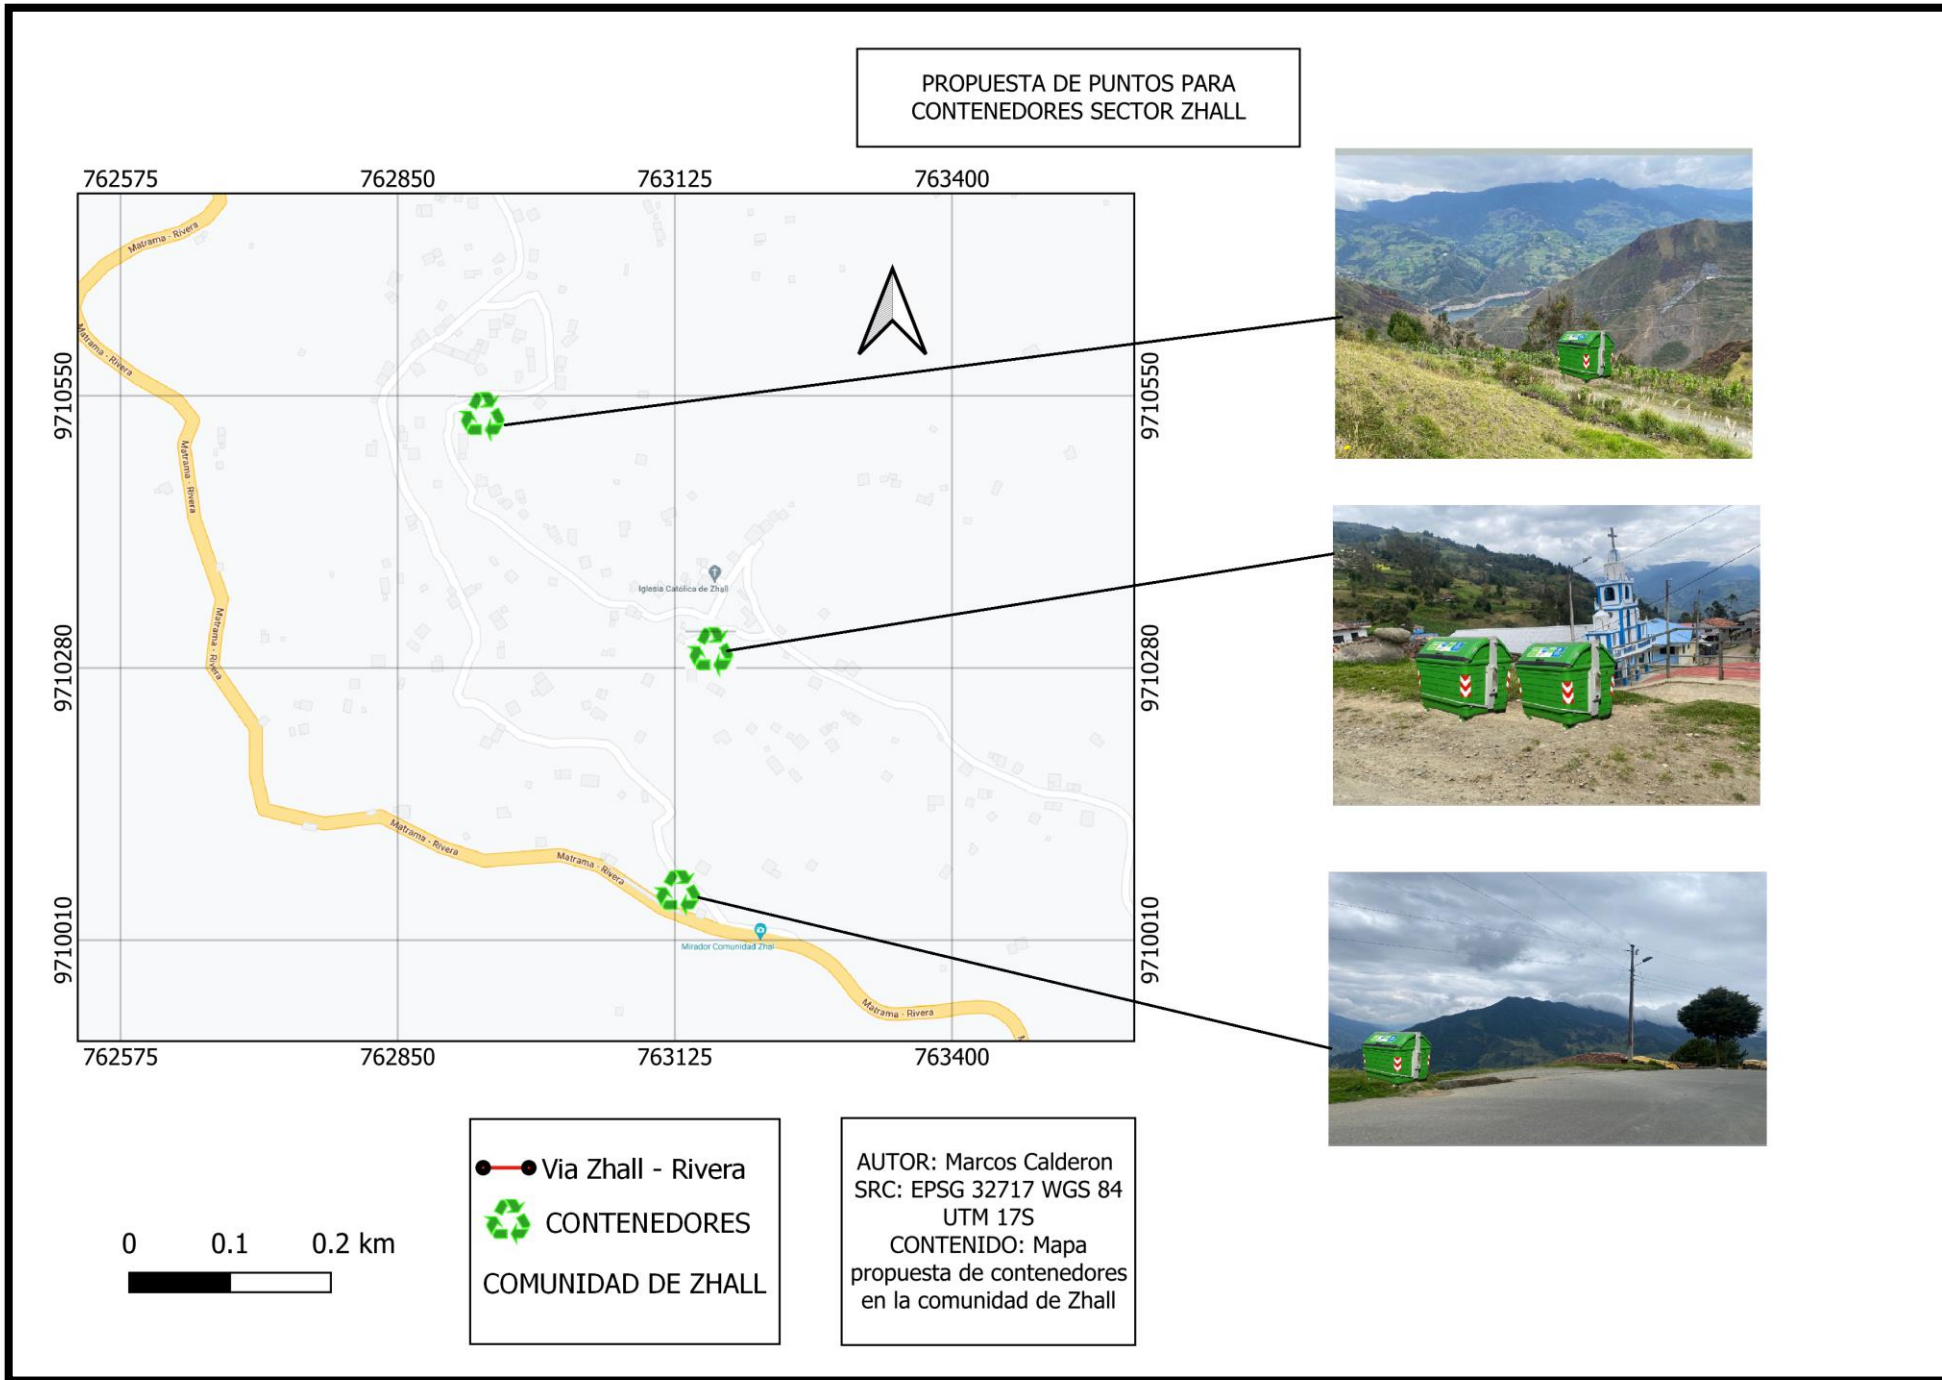 PROPUESTA DE PUNTOS PARA
CONTENEDORES SECTOR ZHALL
762575
762850
763125
763400
Matrama - Rivera
Matrama - Rivera
9710550
9710550
Matrama - Rivera
Iglesia Católica de Zhall
Matrama - Rivera
9710280
9710280
Matrama - Rivera
Matrama - Rivera
9710010
9710010
Mirador Comunidad Zhal
Matrama - Rivera
M
762575
762850
763125
763400
Via Zhall - Rivera
CONTENEDORES
COMUNIDAD DE ZHALL
0
0.1
0.2 km
AUTOR: Marcos Calderon
SRC: EPSG 32717 WGS 84
UTM 17S
CONTENIDO: Mapa
propuesta de contenedores
en la comunidad de Zhall